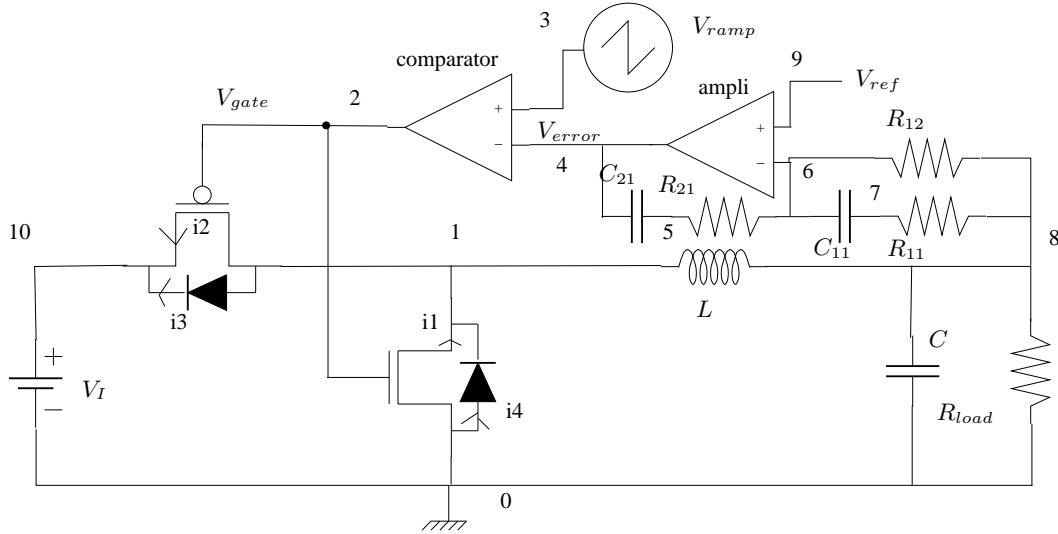 3
V_ramp
comparator
9
ampli
V_ref
V_gate
2
+
+
R_12
V_error
−
−
4
6
C_21
R_21
7
10
i2
1
5
C_11
R_11
8
i3
L
i1
+
C
V_I
−
i4
R_load
0